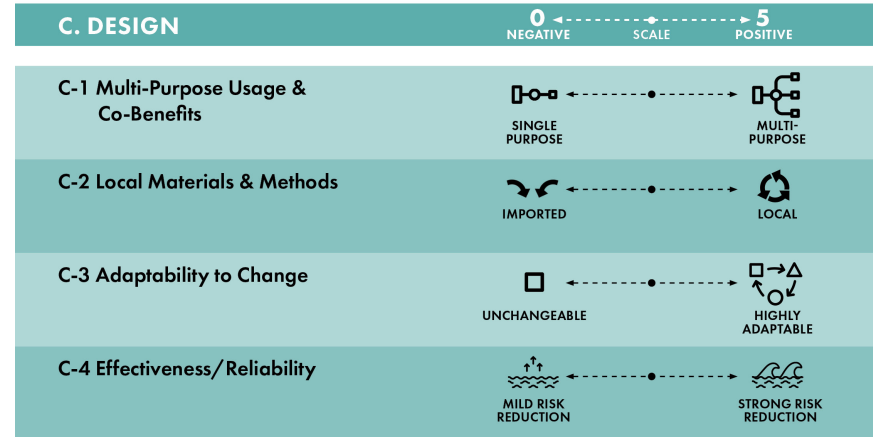 C. DESIGN
0 5
NEGATIVE SCALE POSITIVE
C-1 Multi-Purpose Usage &
Co-Benefits
SINGLE
PURPOSE
MULTI-
PURPOSE
C-2 Local Materials & Methods
IMPORTED
LOCAL
C-3 Adaptability to Change
UNCHANGEABLE
HIGHLY
ADAPTABLE
C-4 Effectiveness/Reliability
MILD RISK
REDUCTION
STRONG RISK
REDUCTION